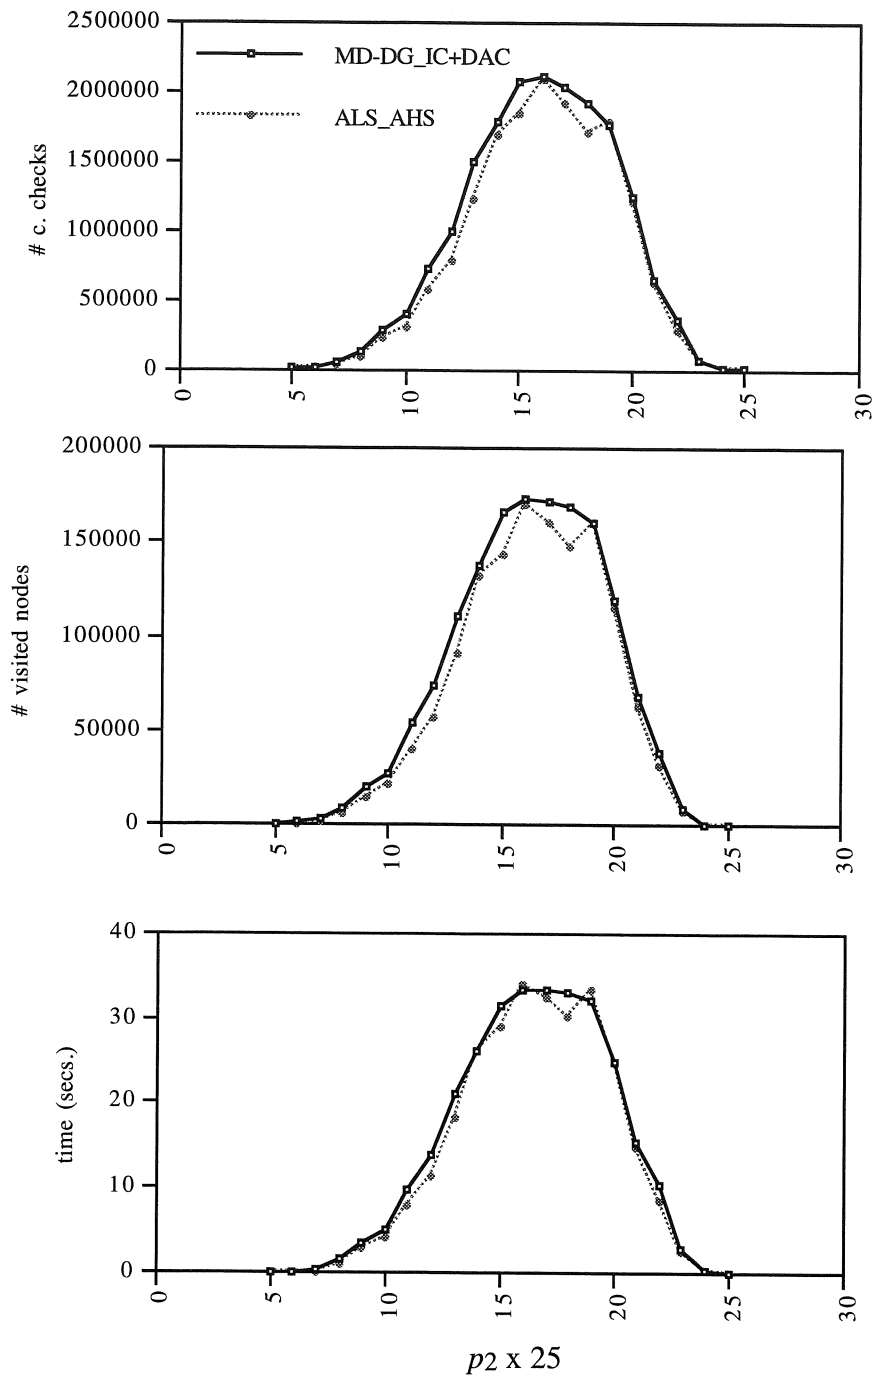 2500000
MD-DG_IC+DAC
2000000
ALS_AHS
1500000
# c. checks
1000000
500000
0
0 5 10 15 20 25 30
200000
150000
# visited nodes
100000
50000
0
0 5 10 15 20 25 30
40
30
time (secs.)
20
10
0
0 5 10 15 20 25 30
p2 x 25